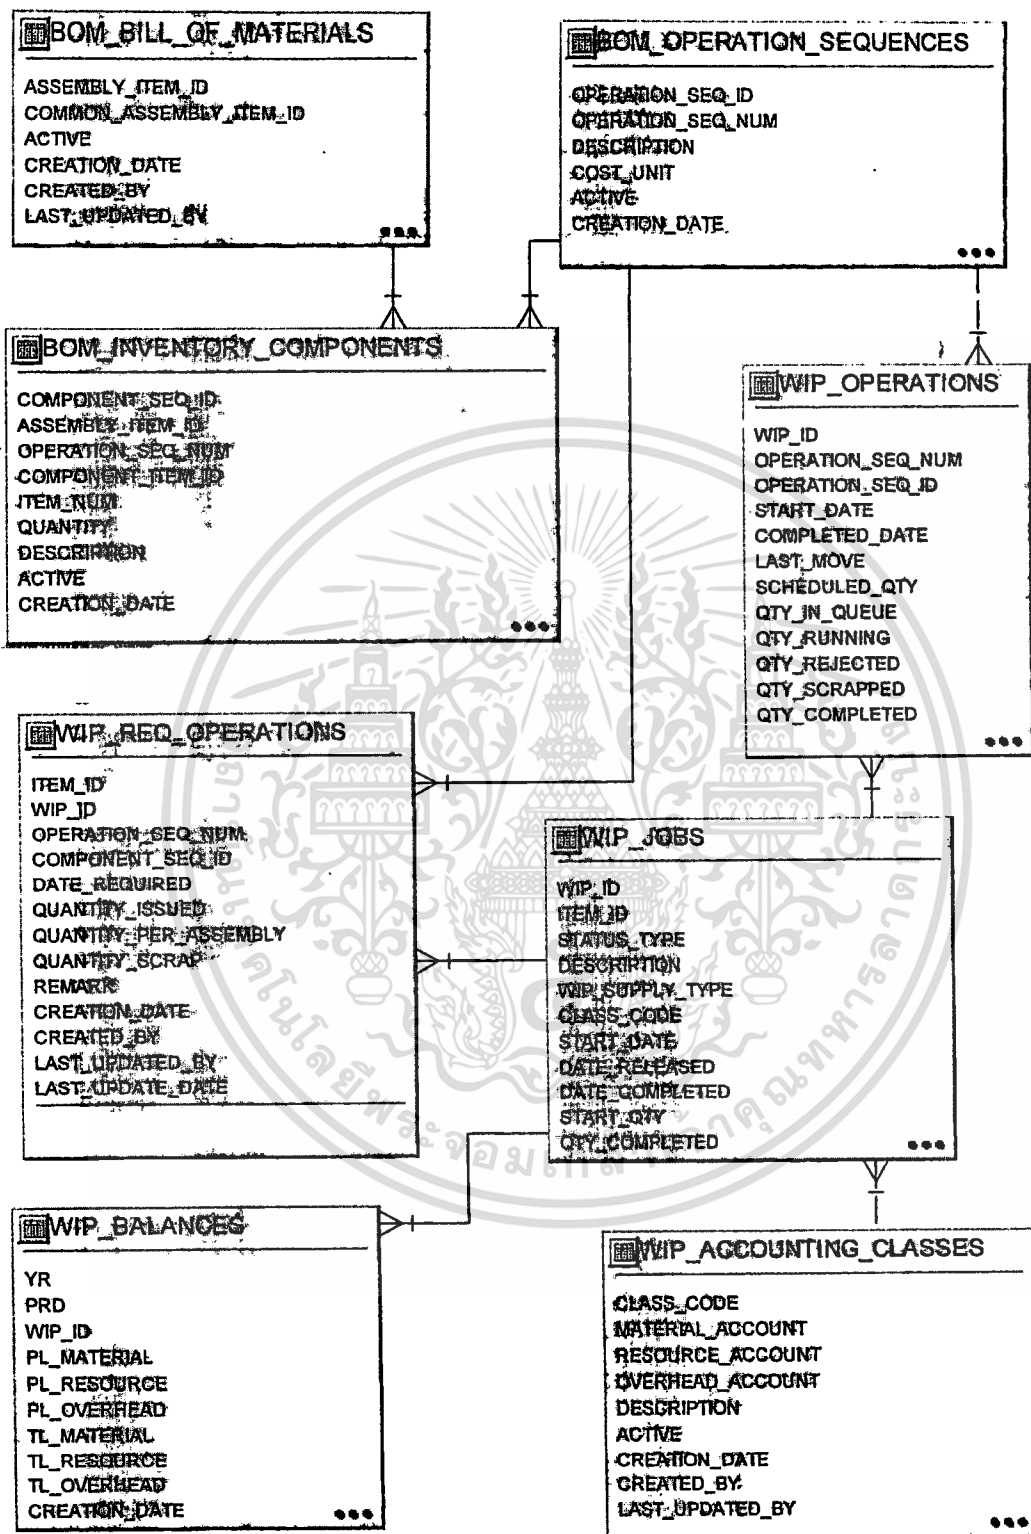 BOM_BILL_OF_MATERIALS
ASSEMBLY_ITEM_ID
COMMON_ASSEMBLY_ITEM_ID
ACTIVE
CREATION_DATE
CREATED_BY
LAST_UPDATED_BY
BOM_OPERATION_SEQUENCES
OPERATION_SEQ_ID
OPERATION_SEQ_NUM
DESCRIPTION
COST_UNIT
ACTIVE
CREATION_DATE
BOM_INVENTORY_COMPONENTS
COMPONENT_SEQ_ID
ASSEMBLY_ITEM_ID
OPERATION_SEQ_NUM
COMPONENT_ITEM_ID
ITEM_NUM
QUANTITY
DESCRIPTION
ACTIVE
CREATION_DATE
WIP_OPERATIONS
WIP_ID
OPERATION_SEQ_NUM
OPERATION_SEQ_ID
START_DATE
COMPLETED_DATE
LAST_MOVE
SCHEDULED_QTY
QTY_IN_QUEUE
QTY_RUNNING
QTY_REJECTED
QTY_SCRAPPED
QTY_COMPLETED
WIP_REQ_OPERATIONS
ITEM_ID
WIP_ID
OPERATION_SEQ_NUM
COMPONENT_SEQ_ID
DATE_REQUIRED
QUANTITY_ISSUED
QUANTITY_PER_ASSEMBLY
QUANTITY_SCRAP
REMARK
CREATION_DATE
CREATED_BY
LAST_UPDATED_BY
LAST_UPDATE_DATE
WIP_JOBS
WIP_ID
ITEM_ID
STATUS_TYPE
DESCRIPTION
WIP_SUPPLY_TYPE
CLASS_CODE
START_DATE
DATE_RELEASED
DATE_COMPLETED
START_QTY
QTY_COMPLETED
WIP_BALANCES
YR
PRD
WIP_ID
PL_MATERIAL
PL_RESOURCE
PL_OVERHEAD
TL_MATERIAL
TL_RESOURCE
TL_OVERHEAD
CREATION_DATE
WIP_ACCOUNTING_CLASSES
CLASS_CODE
MATERIAL_ACCOUNT
RESOURCE_ACCOUNT
OVERHEAD_ACCOUNT
DESCRIPTION
ACTIVE
CREATION_DATE
CREATED_BY
LAST_UPDATED_BY